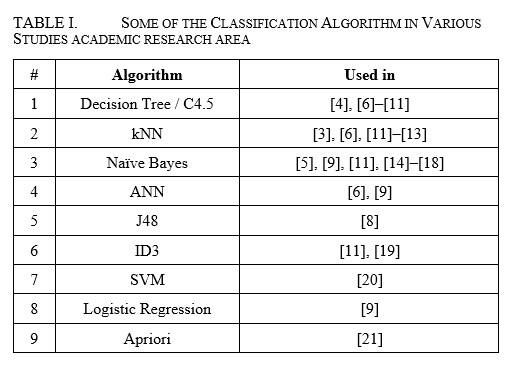 TABLE I. SOME OF THE CLASSIFICATION ALGORITHM IN VARIOUS
STUDIES ACADEMIC RESEARCH AREA
# Algorithm Used in
1 Decision Tree / C4.5 [4], [6]–[11]
2 kNN [3], [6], [11]–[13]
3 Naïve Bayes [5], [9], [11], [14]–[18]
4 ANN [6], [9]
5 J48 [8]
6 ID3 [11], [19]
7 SVM [20]
8 Logistic Regression [9]
9 Apriori [21]